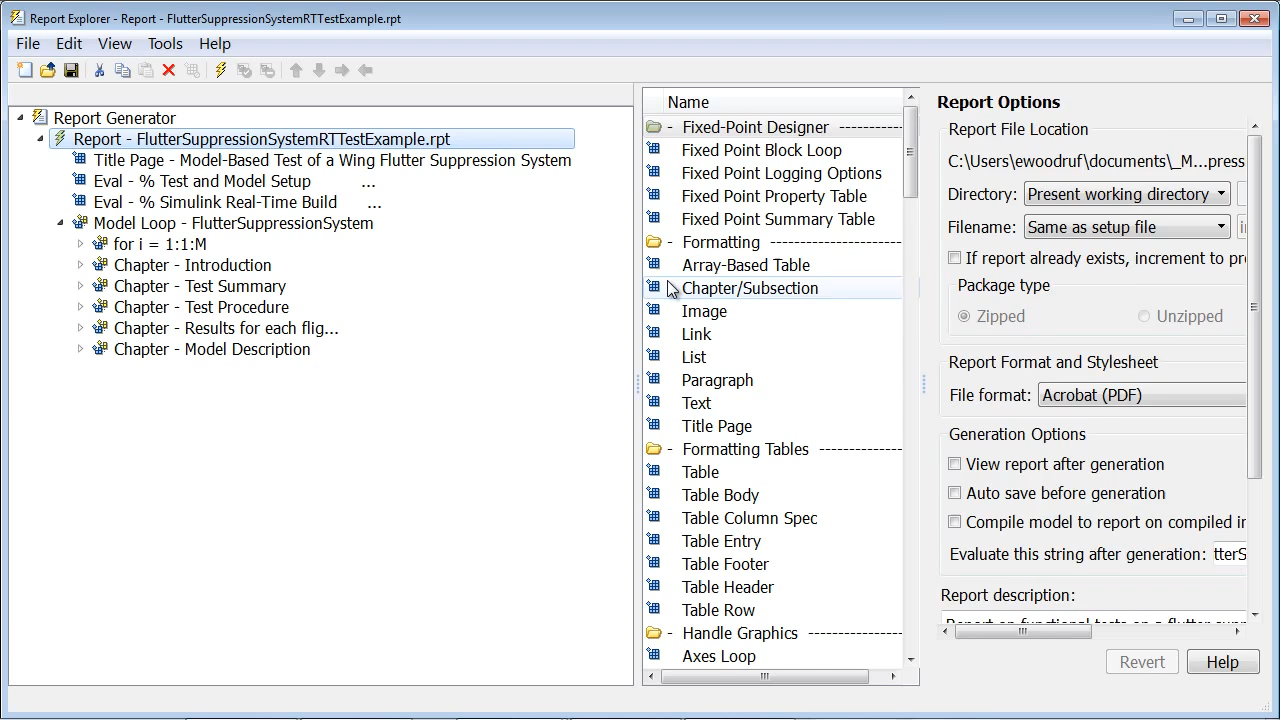 Report Explorer - Report - FlutterSuppressionSystemRTTestExample.rpt
File Edit View Tools Help
Report Generator
Report - FlutterSuppressionSystemRTTestExample.rpt
Title Page - Model-Based Test of a Wing Flutter Suppression System
Eval - % Test and Model Setup ...
Eval - % Simulink Real-Time Build ...
Model Loop - FlutterSuppressionSystem
for i = 1:1:M
Chapter - Introduction
Chapter - Test Summary
Chapter - Test Procedure
Chapter - Results for each flig...
Chapter - Model Description
Name
- Fixed-Point Designer ----------
Fixed Point Block Loop
Fixed Point Logging Options
Fixed Point Property Table
Fixed Point Summary Table
- Formatting --------------------
Array-Based Table
Chapter/Subsection
Image
Link
List
Paragraph
Text
Title Page
- Formatting Tables -------------
Table
Table Body
Table Column Spec
Table Entry
Table Footer
Table Header
Table Row
- Handle Graphics ---------------
Axes Loop
Report Options
Report File Location
C:\Users\ewoodruf\documents\_M...press
Directory: Present working directory
Filename: Same as setup file
If report already exists, increment to pre
Package type
Zipped Unzipped
Report Format and Stylesheet
File format: Acrobat (PDF)
Generation Options
View report after generation
Auto save before generation
Compile model to report on compiled in
Evaluate this string after generation: tterS
Report description:
Revert Help